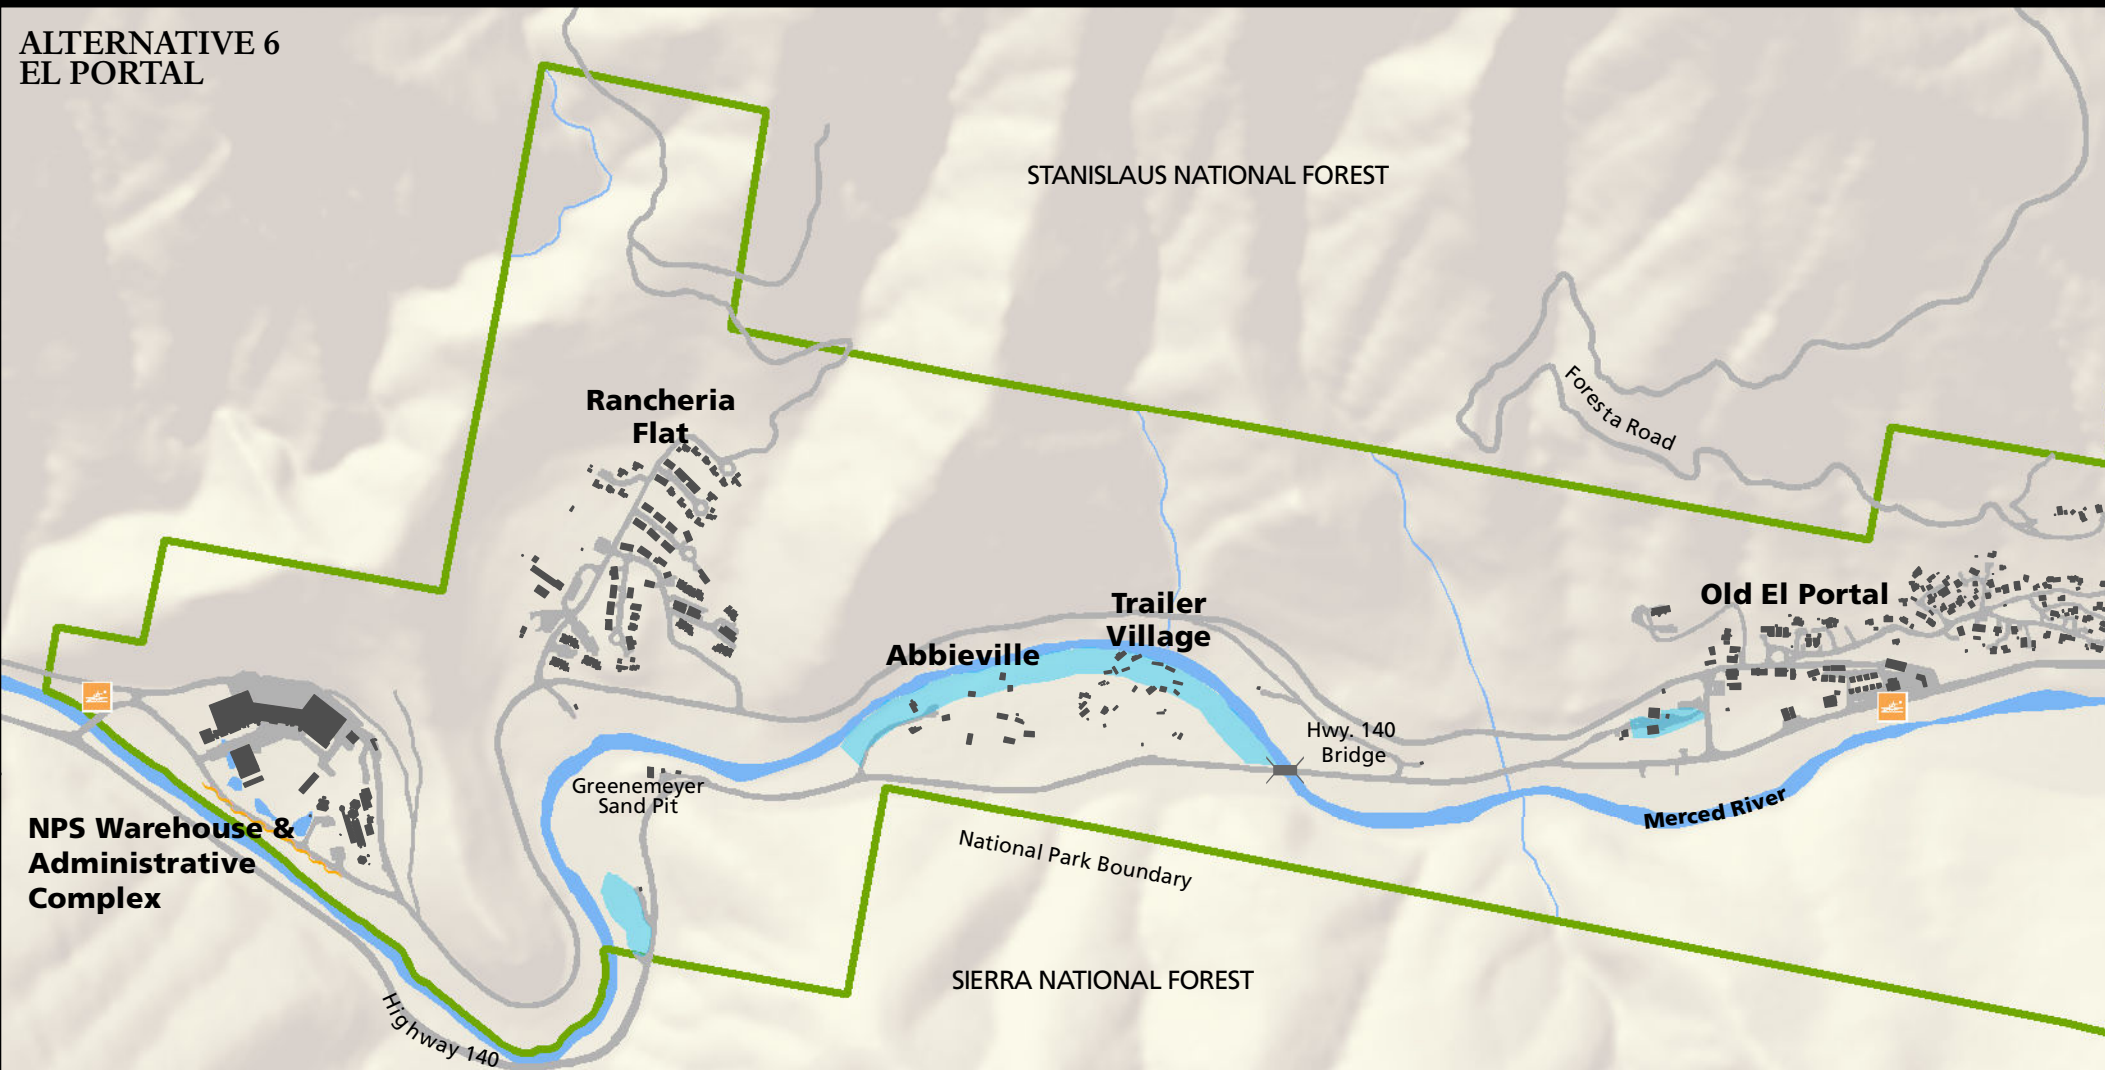 ALTERNATIVE 6
EL PORTAL
STANISLAUS NATIONAL FOREST
Rancheria
Flat
Foresta Road
Trailer
Village
Old El Portal
Abbieville
Hwy. 140
Bridge
Greenemeyer
Sand Pit
Merced River
NPS Warehouse &
Administrative
Complex
National Park Boundary
SIERRA NATIONAL FOREST
Highway 140